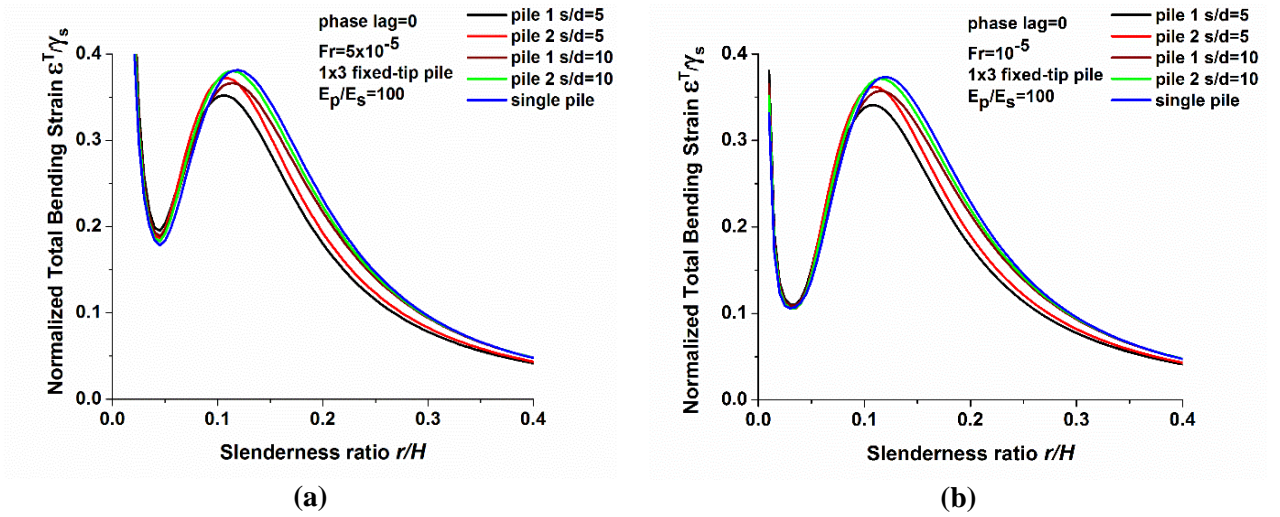 phase lag=0
Fr=5x10⁻⁵
1x3 fixed-tip pile
Eₚ/Eₛ=100
pile 1 s/d=5
pile 2 s/d=5
pile 1 s/d=10
pile 2 s/d=10
single pile
Normalized Total Bending Strain εᵀ/γₛ
0.4
0.3
0.2
0.1
0.0
0.0 0.1 0.2 0.3 0.4
Slenderness ratio r/H
(a)
phase lag=0
Fr=10⁻⁵
1x3 fixed-tip pile
Eₚ/Eₛ=100
pile 1 s/d=5
pile 2 s/d=5
pile 1 s/d=10
pile 2 s/d=10
single pile
Normalized Total Bending Strain εᵀ/γₛ
0.4
0.3
0.2
0.1
0.0
0.0 0.1 0.2 0.3 0.4
Slenderness ratio r/H
(b)